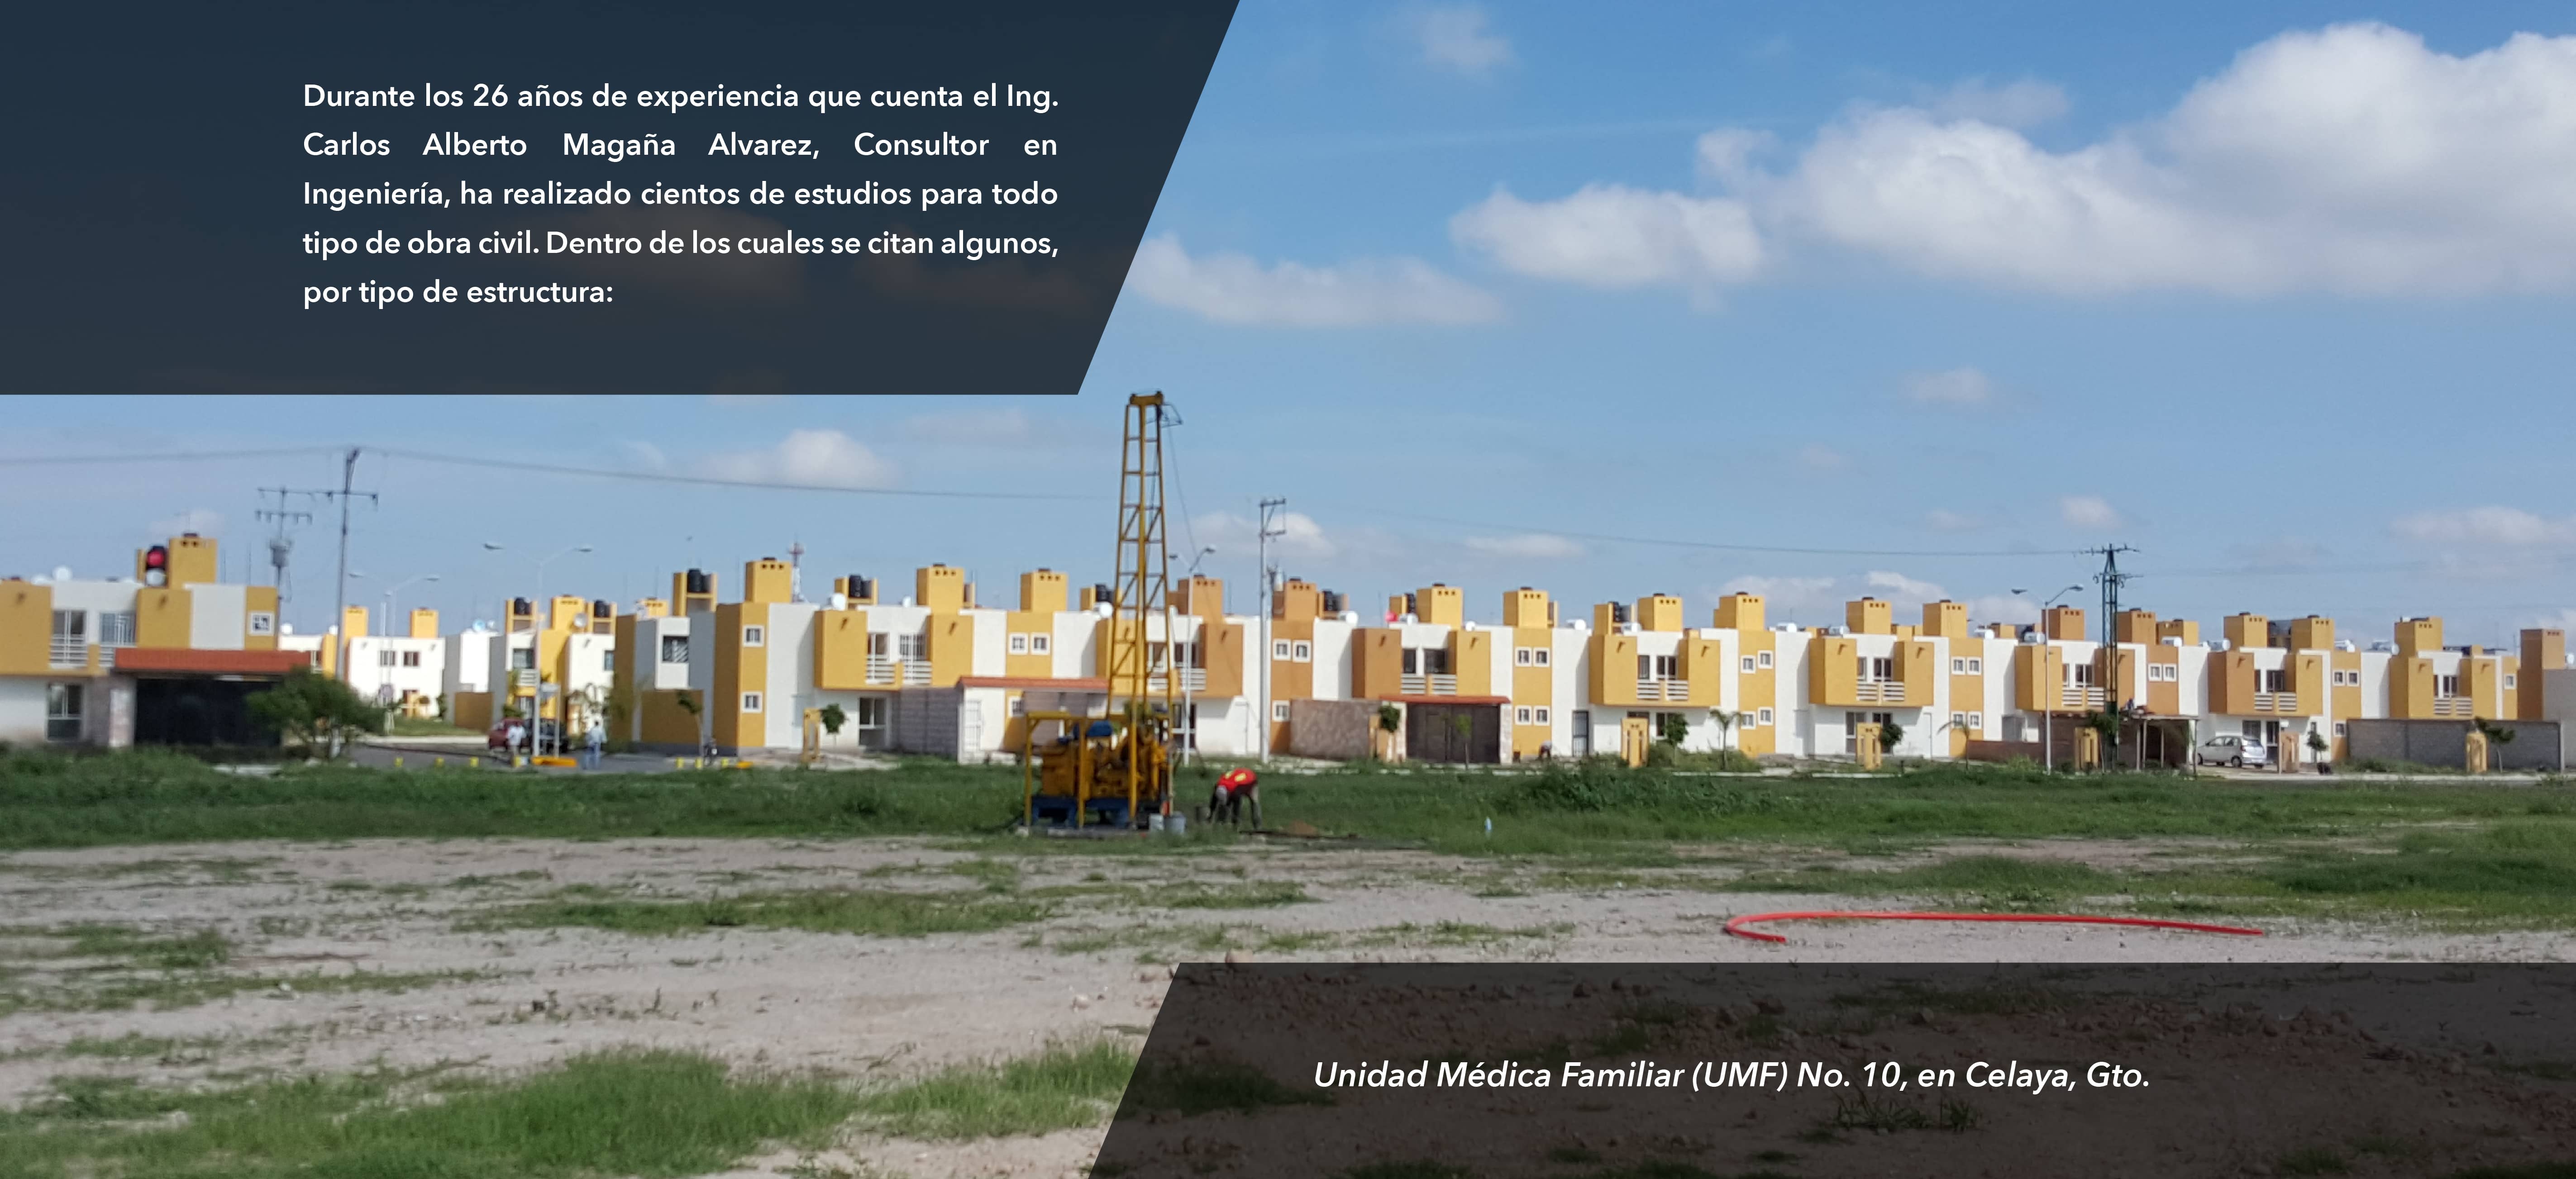 Durante los 26 años de experiencia que cuenta el Ing.
Carlos Alberto Magaña Alvarez, Consultor en
Ingeniería, ha realizado cientos de estudios para todo
tipo de obra civil. Dentro de los cuales se citan algunos,
por tipo de estructura:
Unidad Médica Familiar (UMF) No. 10, en Celaya, Gto.